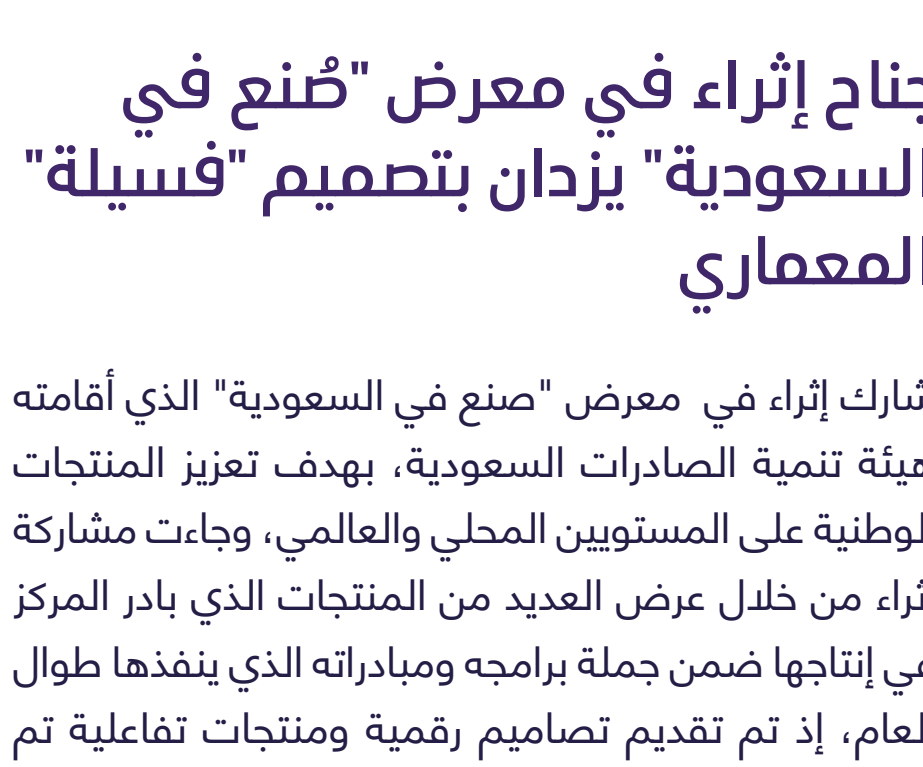 جناح إثراء في معرض "صُنع في
السعودية" يزدان بتصميم "فسيلة"
المعماري
شارك إثراء في معرض "صنع في السعودية" الذي أقامته
هيئة تنمية الصادرات السعودية، بهدف تعزيز المنتجات
الوطنية على المستويين المحلي والعالمي، وجاءت مشاركة
إثراء من خلال عرض العديد من المنتجات الذي بادر المركز
في إنتاجها ضمن جملة برامجه ومبادراته الذي ينفذها طوال
العام، إذ تم تقديم تصاميم رقمية ومنتجات تفاعلية تم